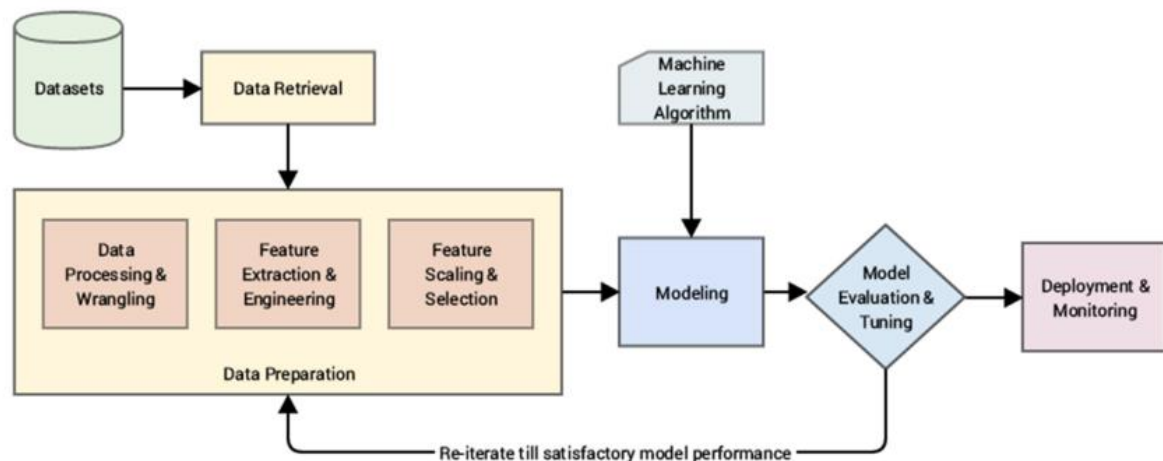 Datasets
Data Retrieval
Machine
Learning
Algorithm
Data
Processing &
Wrangling
Feature
Extraction &
Engineering
Feature
Scaling &
Selection
Data Preparation
Modeling
Model
Evaluation &
Tuning
Deployment &
Monitoring
Re-iterate till satisfactory model performance